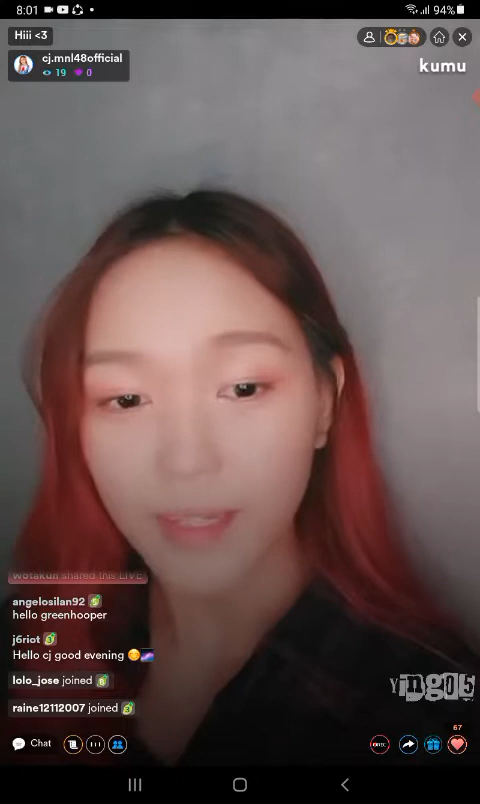 8:01
94%
Hiii <3
cj.mnl48official
19 0
kumu
wotakun shared this LIVE
angelosilan92
hello greenhooper
j6riot
Hello cj good evening 😊🌌
lolo_jose joined
raine12112007 joined
Ying05
67
Chat